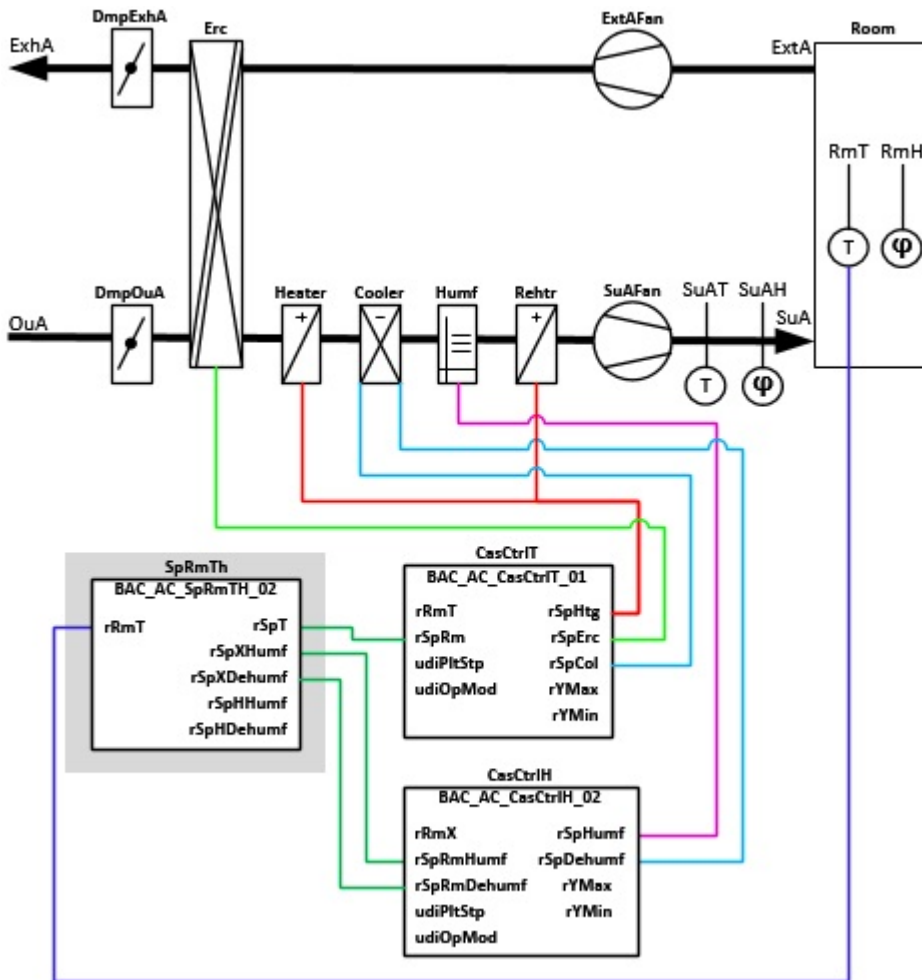 DmpExhA
Erc
ExtAFan
Room
ExhA
ExtA
RmT
RmH
T
φ
DmpOuA
Heater
Cooler
Humf
Rehtr
SuAFan
SuAT
SuAH
OuA
+
−
+
SuA
T
φ
SpRmTh
BAC_AC_SpRmTH_02
rRmT
rSpT
rSpXHumf
rSpXDehumf
rSpHHumf
rSpHDehumf
CasCtrlT
BAC_AC_CasCtrlT_01
rRmT
rSpHtg
rSpRm
rSpErc
udiPltStp
rSpCol
udiOpMod
rYMax
rYMin
CasCtrlH
BAC_AC_CasCtrlH_02
rRmX
rSpHumf
rSpRmHumf
rSpDehumf
rSpRmDehumf
rYMax
udiPltStp
rYMin
udiOpMod